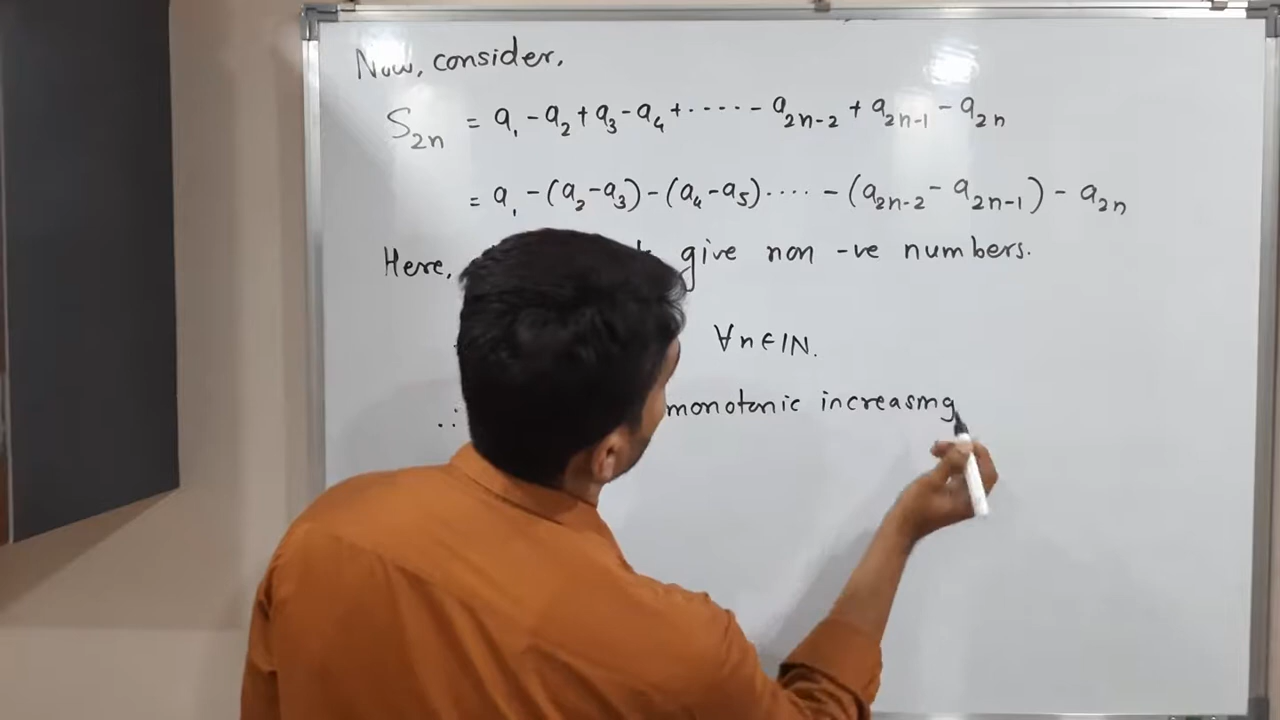 Now, consider,
S₂ₙ = a₁ - a₂ + a₃ - a₄ + ····· - a₂ₙ₋₂ + a₂ₙ₋₁ - a₂ₙ
= a₁ - (a₂ - a₃) - (a₄ - a₅) ···· - (a₂ₙ₋₂ - a₂ₙ₋₁) - a₂ₙ
Here, give non -ve numbers.
∀ n ∈ IN.
∴ monotonic increasing